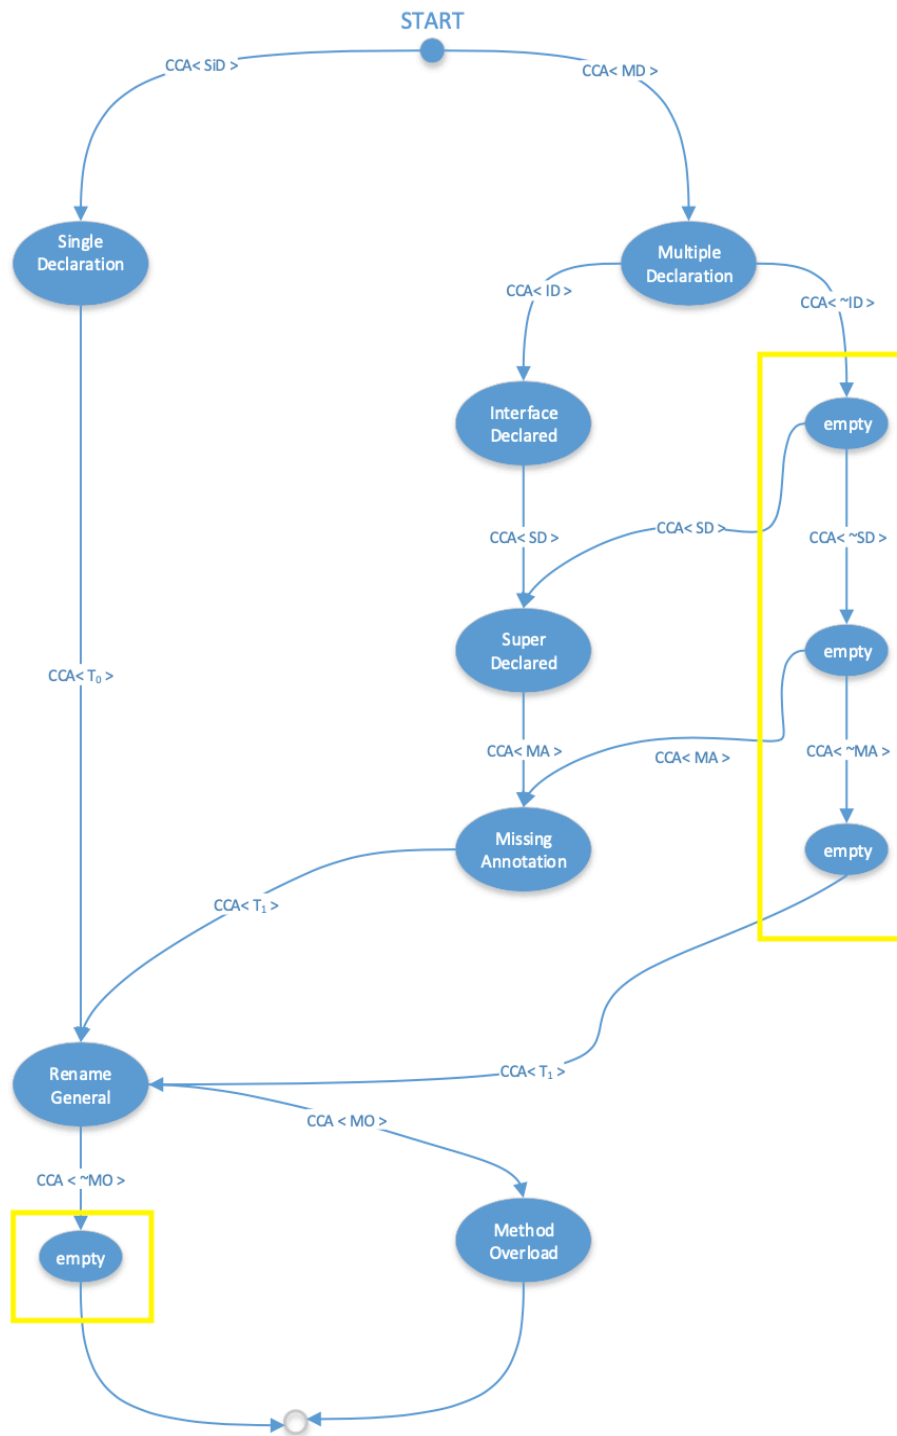 START
CCA< SiD >
CCA< MD >
Single
Declaration
Multiple
Declaration
CCA< ID >
CCA< ~ID >
Interface
Declared
empty
CCA< SD >
CCA< SD >
CCA< ~SD >
Super
Declared
empty
CCA< T₀ >
CCA< MA >
CCA< MA >
CCA< ~MA >
Missing
Annotation
empty
CCA< T₁ >
Rename
General
CCA< T₁ >
CCA < MO >
CCA < ~MO >
Method
Overload
empty